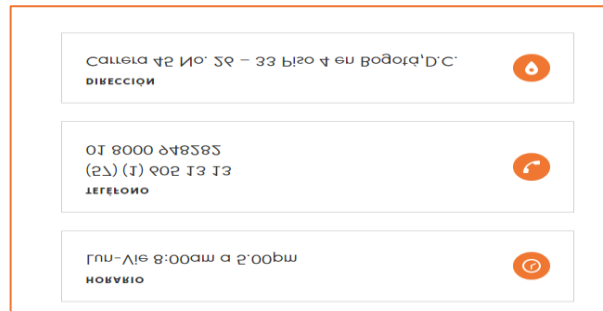 HORARIO
Lun-Vie 8:00am a 5.00pm
TELÉFONO
(57) (1) 605 13 13
01 8000 948282
DIRECCIÓN
Carrera 45 No. 26 – 33 Piso 4 en Bogotá,D.C.